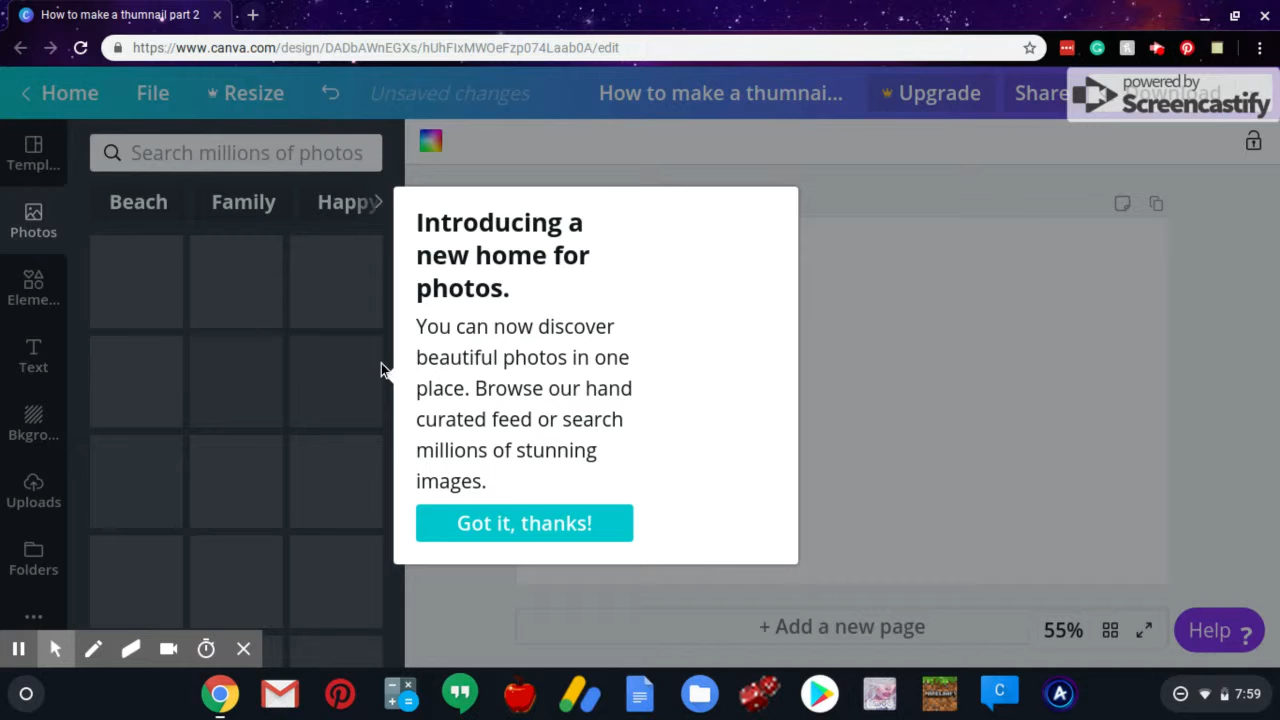 How to make a thumnail part 2
https://www.canva.com/design/DADbAWnEGXs/hUhFIxMWOeFzp074Laab0A/edit
Home File Resize Unsaved changes How to make a thumnai... Upgrade Share Download
powered by
Screencastify
Templ...
Photos
Eleme...
Text
Bkgro...
Uploads
Folders
Search millions of photos
Beach Family Happy
Introducing a
new home for
photos.
You can now discover
beautiful photos in one
place. Browse our hand
curated feed or search
millions of stunning
images.
Got it, thanks!
+ Add a new page
55%
Help ?
7:59